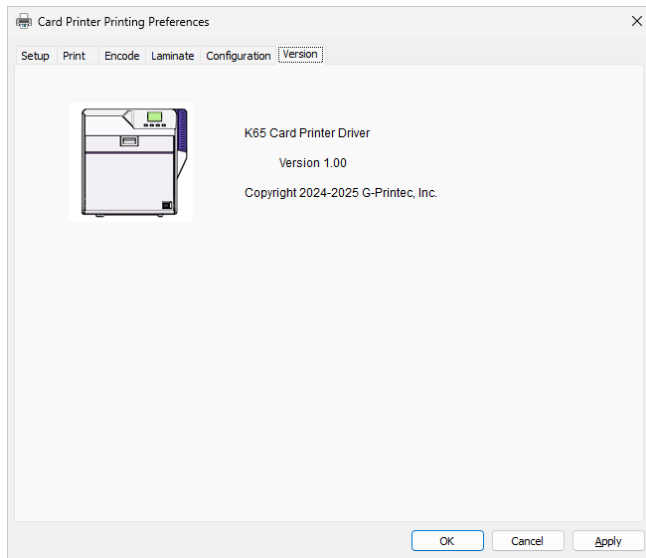 Card Printer Printing Preferences
Setup Print Encode Laminate Configuration Version
K65 Card Printer Driver
Version 1.00
Copyright 2024-2025 G-Printec, Inc.
OK Cancel Apply